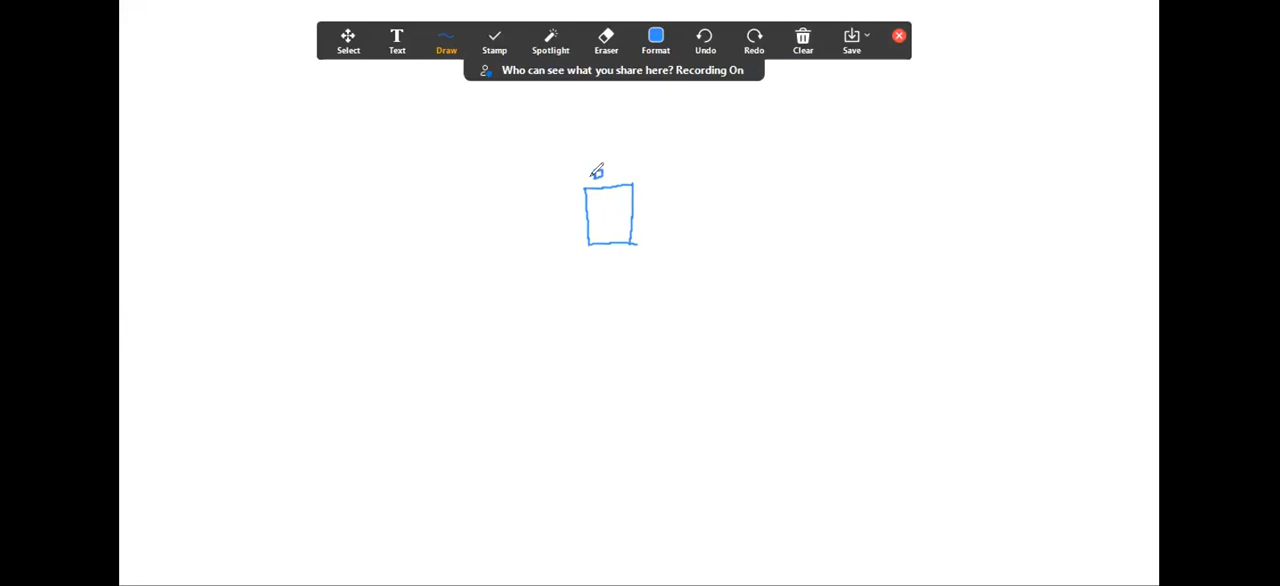 Select Text Draw Stamp Spotlight Eraser Format Undo Redo Clear Save
Who can see what you share here? Recording On